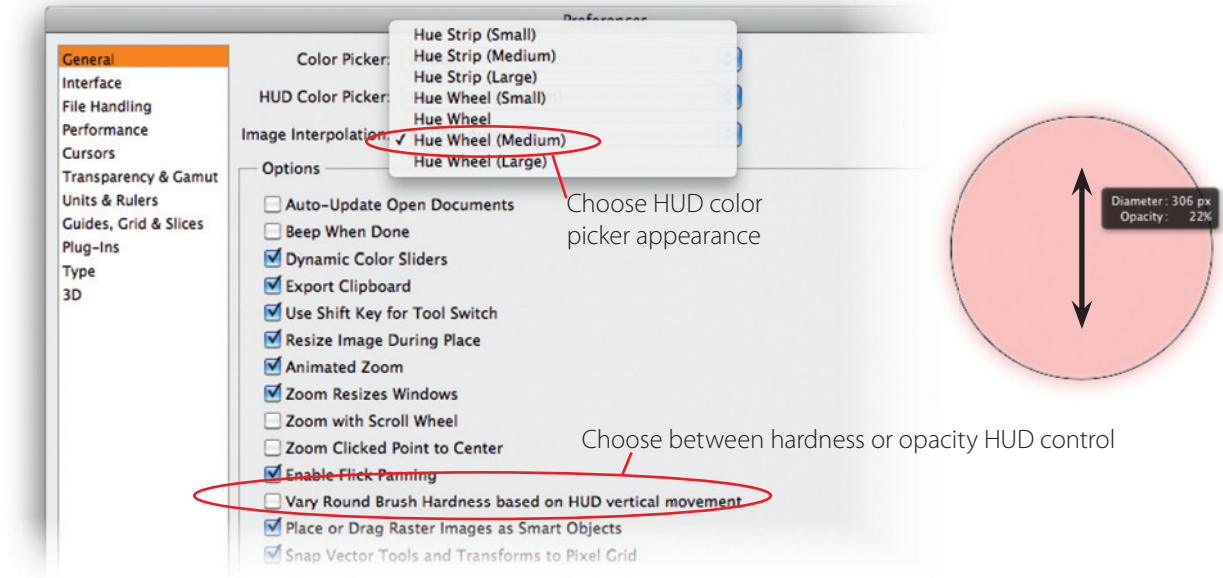 Preferences
General
Interface
File Handling
Performance
Cursors
Transparency & Gamut
Units & Rulers
Guides, Grid & Slices
Plug-Ins
Type
3D
Color Picker:
HUD Color Picker:
Image Interpolation:
Hue Strip (Small)
Hue Strip (Medium)
Hue Strip (Large)
Hue Wheel (Small)
Hue Wheel
✓ Hue Wheel (Medium)
Hue Wheel (Large)
Choose HUD color
picker appearance
Options
Auto-Update Open Documents
Beep When Done
Dynamic Color Sliders
Export Clipboard
Use Shift Key for Tool Switch
Resize Image During Place
Animated Zoom
Zoom Resizes Windows
Zoom with Scroll Wheel
Zoom Clicked Point to Center
Enable Flick Panning
Vary Round Brush Hardness based on HUD vertical movement
Place or Drag Raster Images as Smart Objects
Snap Vector Tools and Transforms to Pixel Grid
Choose between hardness or opacity HUD control
Diameter: 306 px
Opacity: 22%